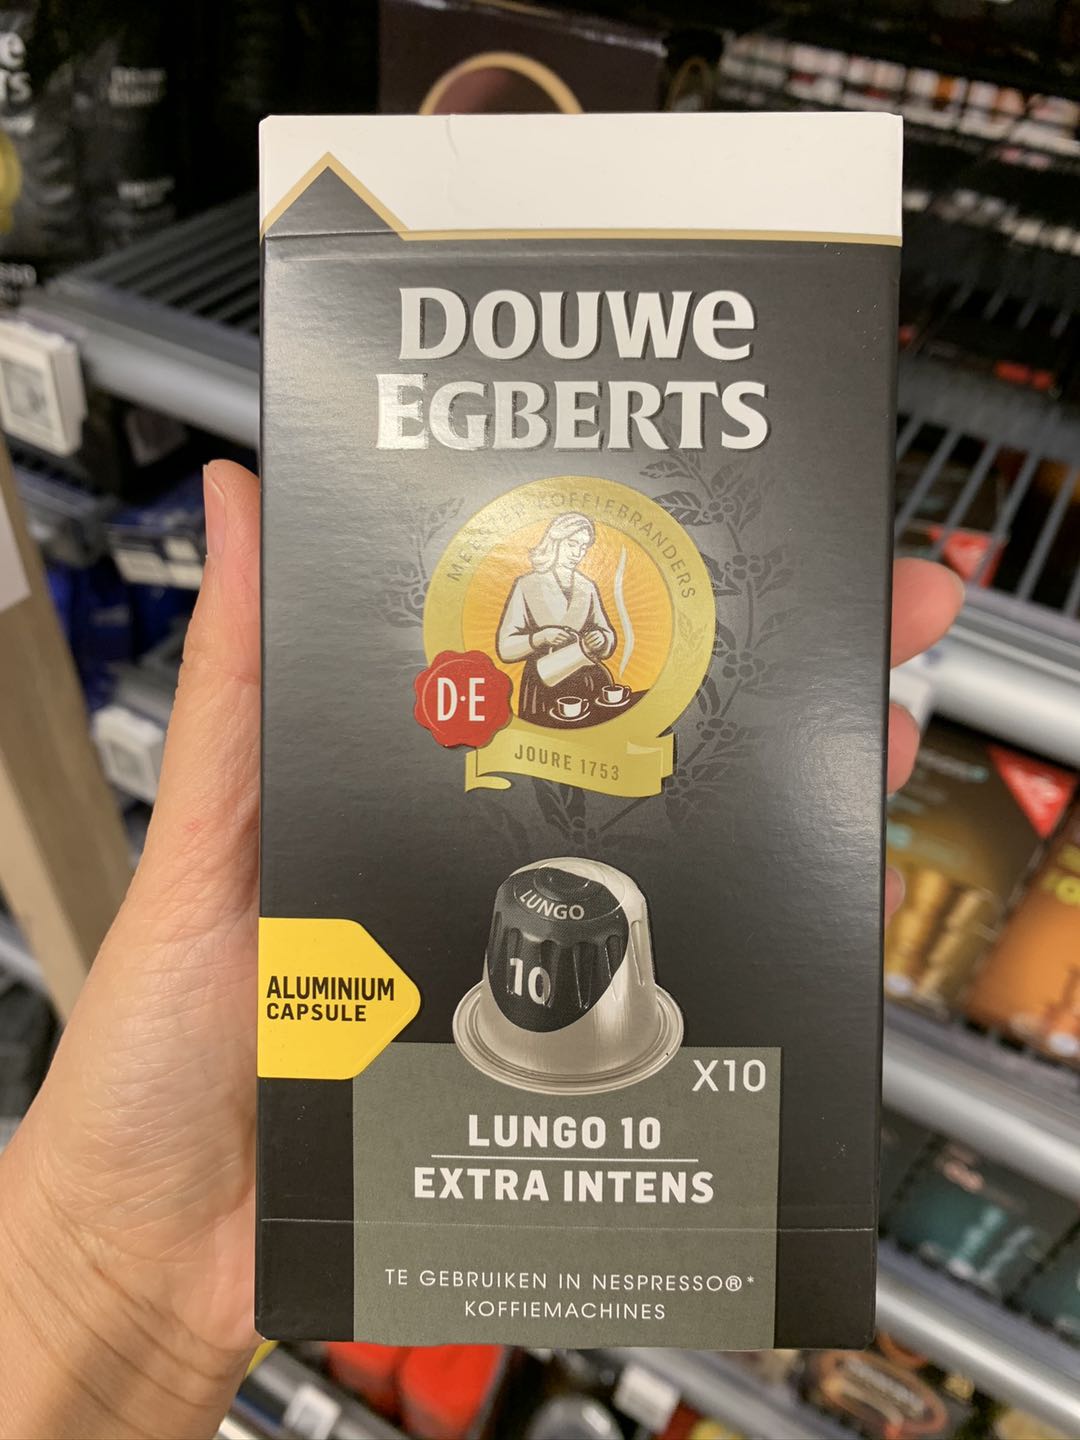 DOUWE
EGBERTS
MEESTER KOFFIEBRANDERS
D·E
JOURE 1753
LUNGO
10
ALUMINIUM
CAPSULE
X10
LUNGO 10
EXTRA INTENS
TE GEBRUIKEN IN NESPRESSO®*
KOFFIEMACHINES